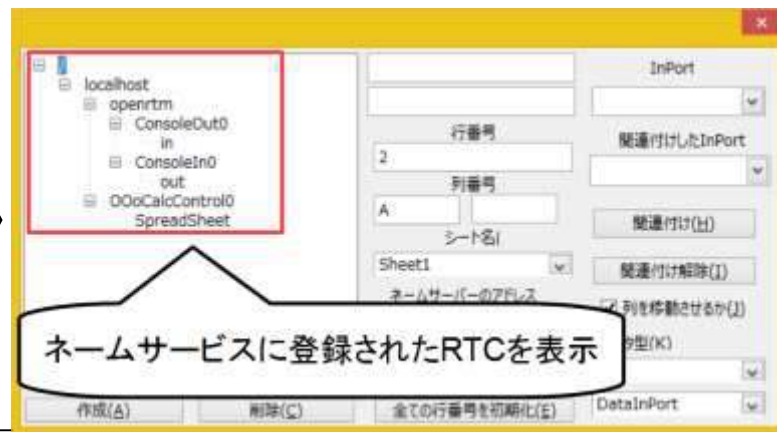 /
localhost
openrtm
ConsoleOut0
in
ConsoleIn0
out
OOoCalcControl0
SpreadSheet
行番号
2
列番号
A
シート名
Sheet1
ネームサーバーのアドレス
作成(A)
削除(C)
全ての行番号を初期化(E)
InPort
関連付けしたInPort
関連付け(H)
関連付け解除(I)
列を移動させるか(J)
タ型(K)
DataInPort
ネームサービスに登録されたRTCを表示